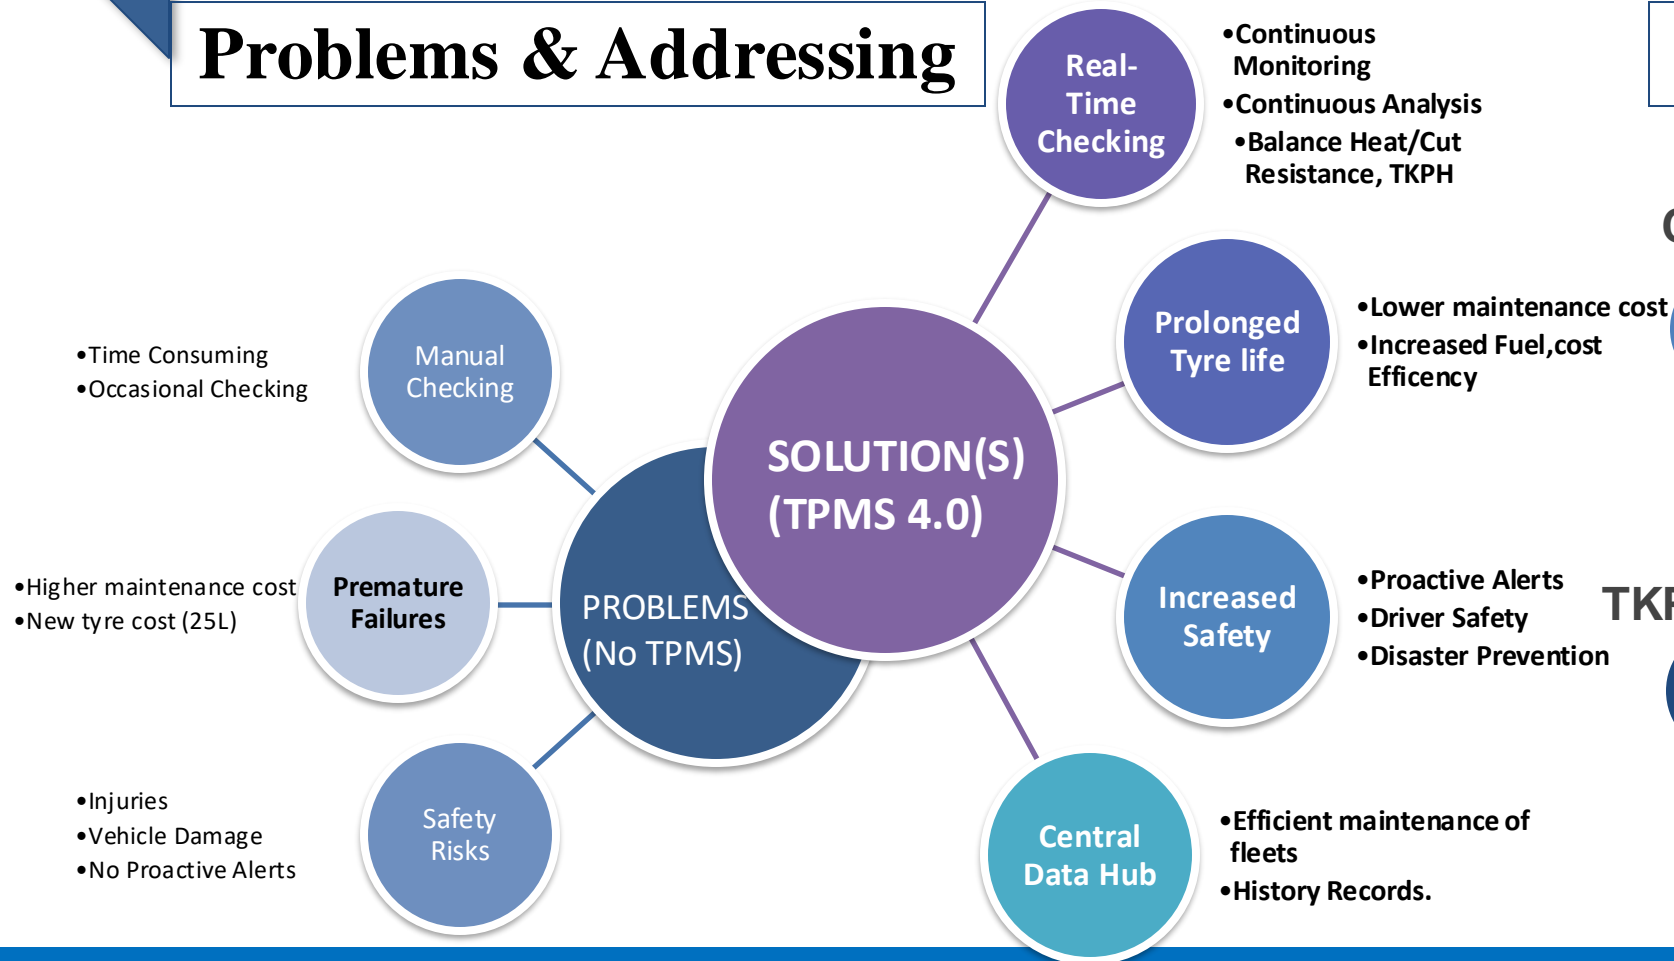 Problems & Addressing
Real-
Time
Checking
•Continuous
Monitoring
•Continuous Analysis
•Balance Heat/Cut
Resistance, TKPH
Prolonged
Tyre life
•Lower maintenance cost
•Increased Fuel,cost
Efficency
SOLUTION(S)
(TPMS 4.0)
Increased
Safety
•Proactive Alerts
•Driver Safety
•Disaster Prevention
Central
Data Hub
•Efficient maintenance of
fleets
•History Records.
PROBLEMS
(No TPMS)
Manual
Checking
•Time Consuming
•Occasional Checking
Premature
Failures
•Higher maintenance cost
•New tyre cost (25L)
Safety
Risks
•Injuries
•Vehicle Damage
•No Proactive Alerts